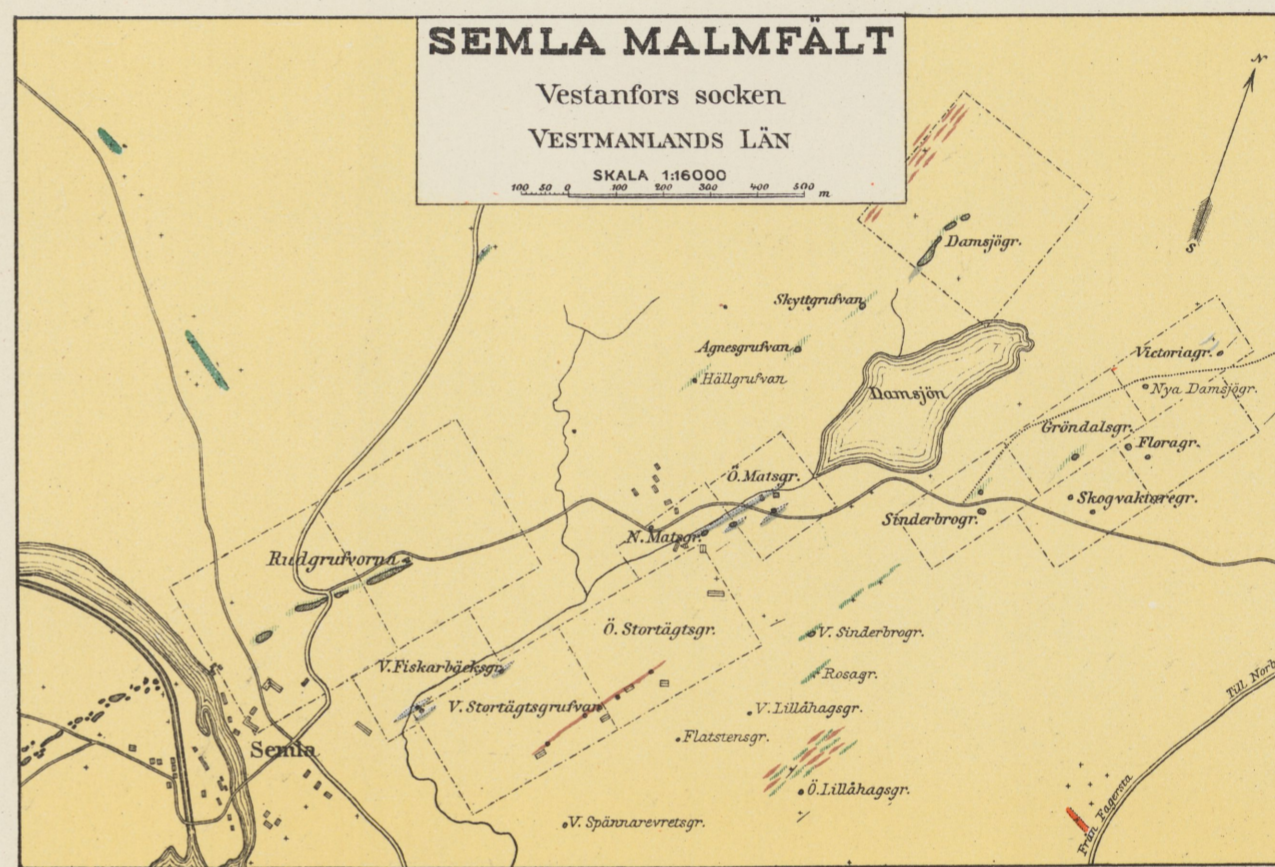 SEMLA MALMFÄLT
Vestanfors socken
VESTMANLANDS LÄN
SKALA 1:16000
100 50 0 100 200 300 400 500 m
N
S
Damsjögr.
Skyttgrufvan
Agnesgrufvan
Hällgrufvan
Damsjön
Victoriagr.
Nya Damsjögr.
Gröndalsgr.
Floragr.
Ö. Matsgr.
Skogvaktaregr.
Sinderbrogr.
N. Matsgr.
Rudgrufvorna
Ö. Stortägtsgr.
V. Sinderbrogr.
V. Fiskarbäcksgr.
Rosagr.
V. Stortägtsgrufvan
V. Lillåhagsgr.
Flatstensgr.
Semla
Ö. Lillåhagsgr.
V. Spännarevretsgr.
Till Norb
Från Fagersta